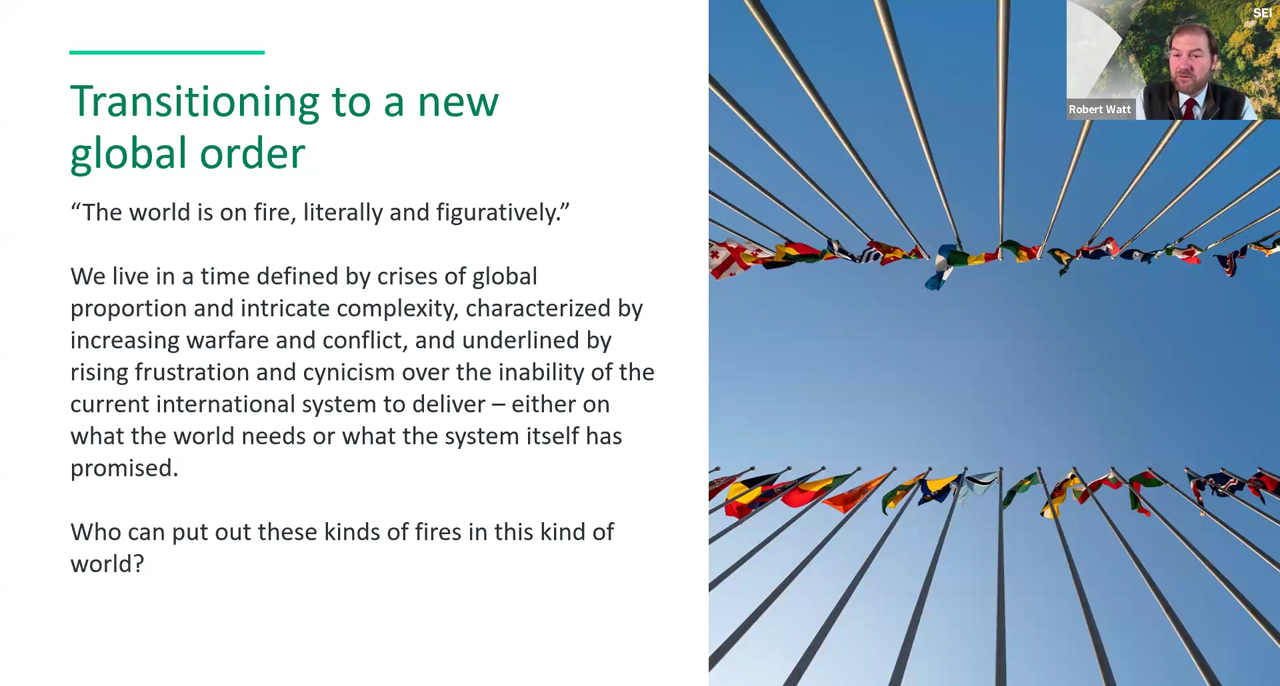 SEI
Robert Watt
Transitioning to a new
global order
“The world is on fire, literally and figuratively.”
We live in a time defined by crises of global
proportion and intricate complexity, characterized by
increasing warfare and conflict, and underlined by
rising frustration and cynicism over the inability of the
current international system to deliver – either on
what the world needs or what the system itself has
promised.
Who can put out these kinds of fires in this kind of
world?